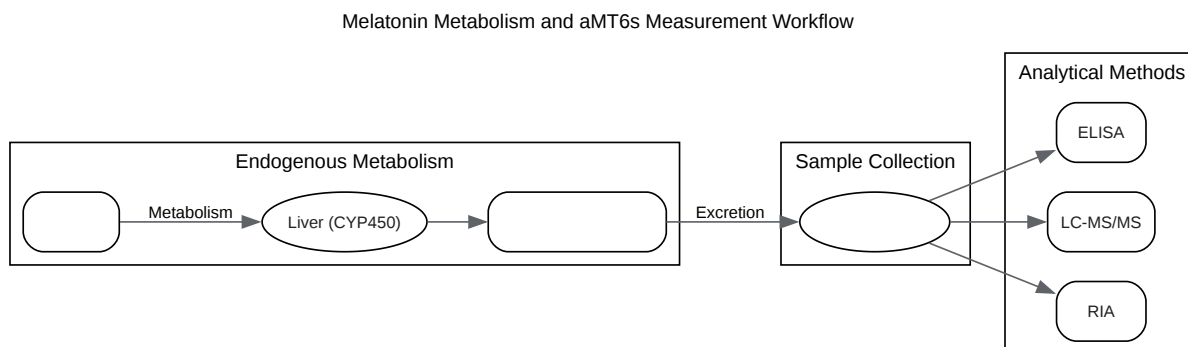 Melatonin Metabolism and aMT6s Measurement Workflow
Analytical Methods
ELISA
Endogenous Metabolism
Sample Collection
Metabolism
Liver (CYP450)
Excretion
LC-MS/MS
RIA